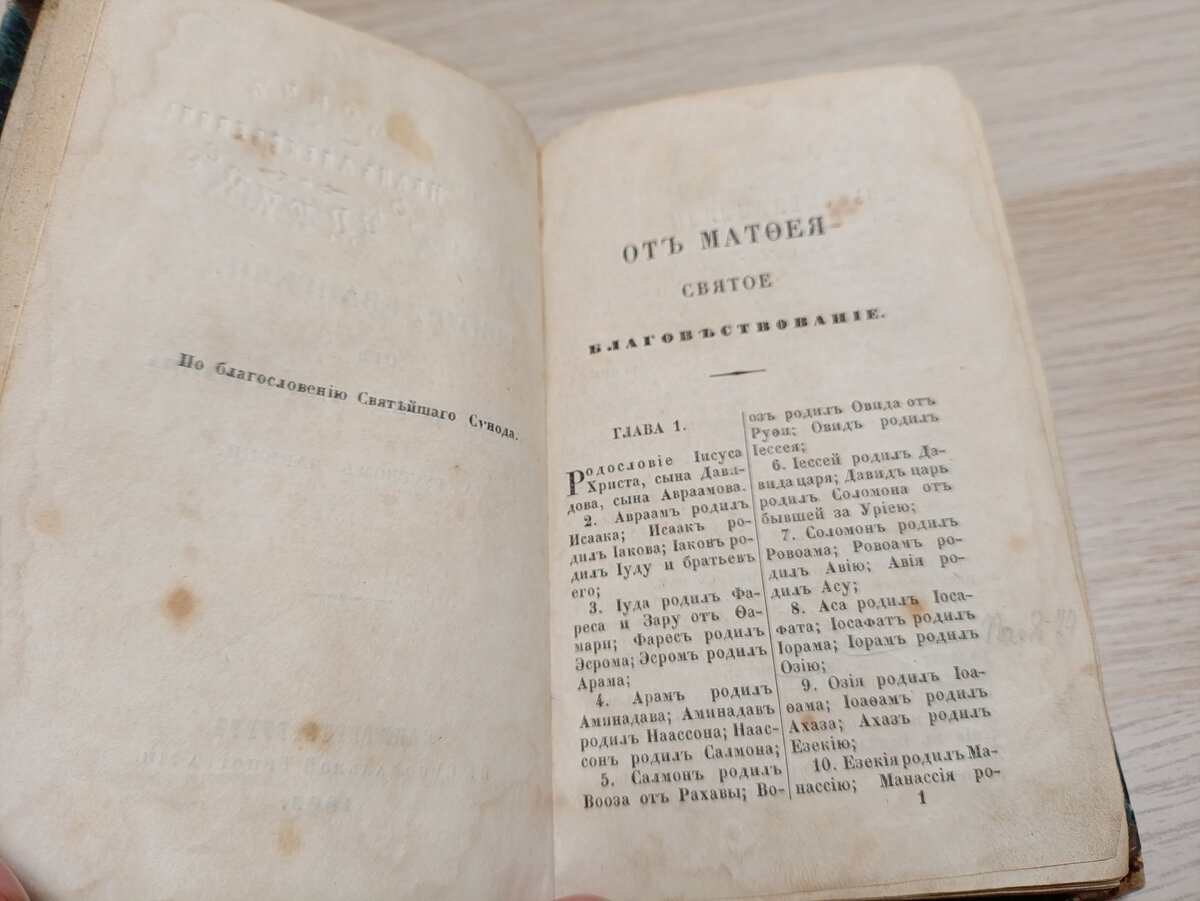 По благословенію Святѣйшаго Сѵнода.
ОТЪ МАТѲЕЯ
СВЯТОЕ
БЛАГОВѢСТВОВАНІЕ.
ГЛАВА 1.
Родословіе Іисуса
Христа, сына Дави-
дова, сына Авраамова.
2. Авраамъ родилъ
Исаака; Исаакъ ро-
дилъ Іакова; Іаковъ ро-
дилъ Іуду и братьевъ
его;
3. Іуда родилъ Фа-
реса и Зару отъ Ѳа-
мари; Фаресъ родилъ
Эсрома; Эсромъ родилъ
Арама;
4. Арамъ родилъ
Аминадава; Аминадавъ
родилъ Наассона; Наас-
сонъ родилъ Салмона;
5. Салмонъ родилъ
Вооза отъ Рахавы; Во-
озъ родилъ Овида отъ
Руѳи; Овидъ родилъ
Іессея;
6. Іессей родилъ Да-
вида царя; Давидъ царь
родилъ Соломона отъ
бывшей за Уріею;
7. Соломонъ родилъ
Ровоама; Ровоамъ ро-
дилъ Авію; Авія ро-
дилъ Асу;
8. Аса родилъ Іоса-
фата; Іосафатъ родилъ
Іорама; Іорамъ родилъ
Озію;
9. Озія родилъ Іоа-
ѳама; Іоаѳамъ родилъ
Ахаза; Ахазъ родилъ
Езекію;
10. Езекія родилъ Ма-
нассію; Манассія ро-
1